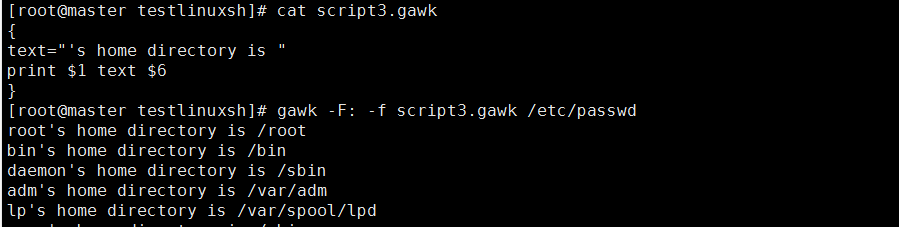 [root@master testlinuxsh]# cat script3.gawk
{
text="'s home directory is "
print $1 text $6
}
[root@master testlinuxsh]# gawk -F: -f script3.gawk /etc/passwd
root's home directory is /root
bin's home directory is /bin
daemon's home directory is /sbin
adm's home directory is /var/adm
lp's home directory is /var/spool/lpd